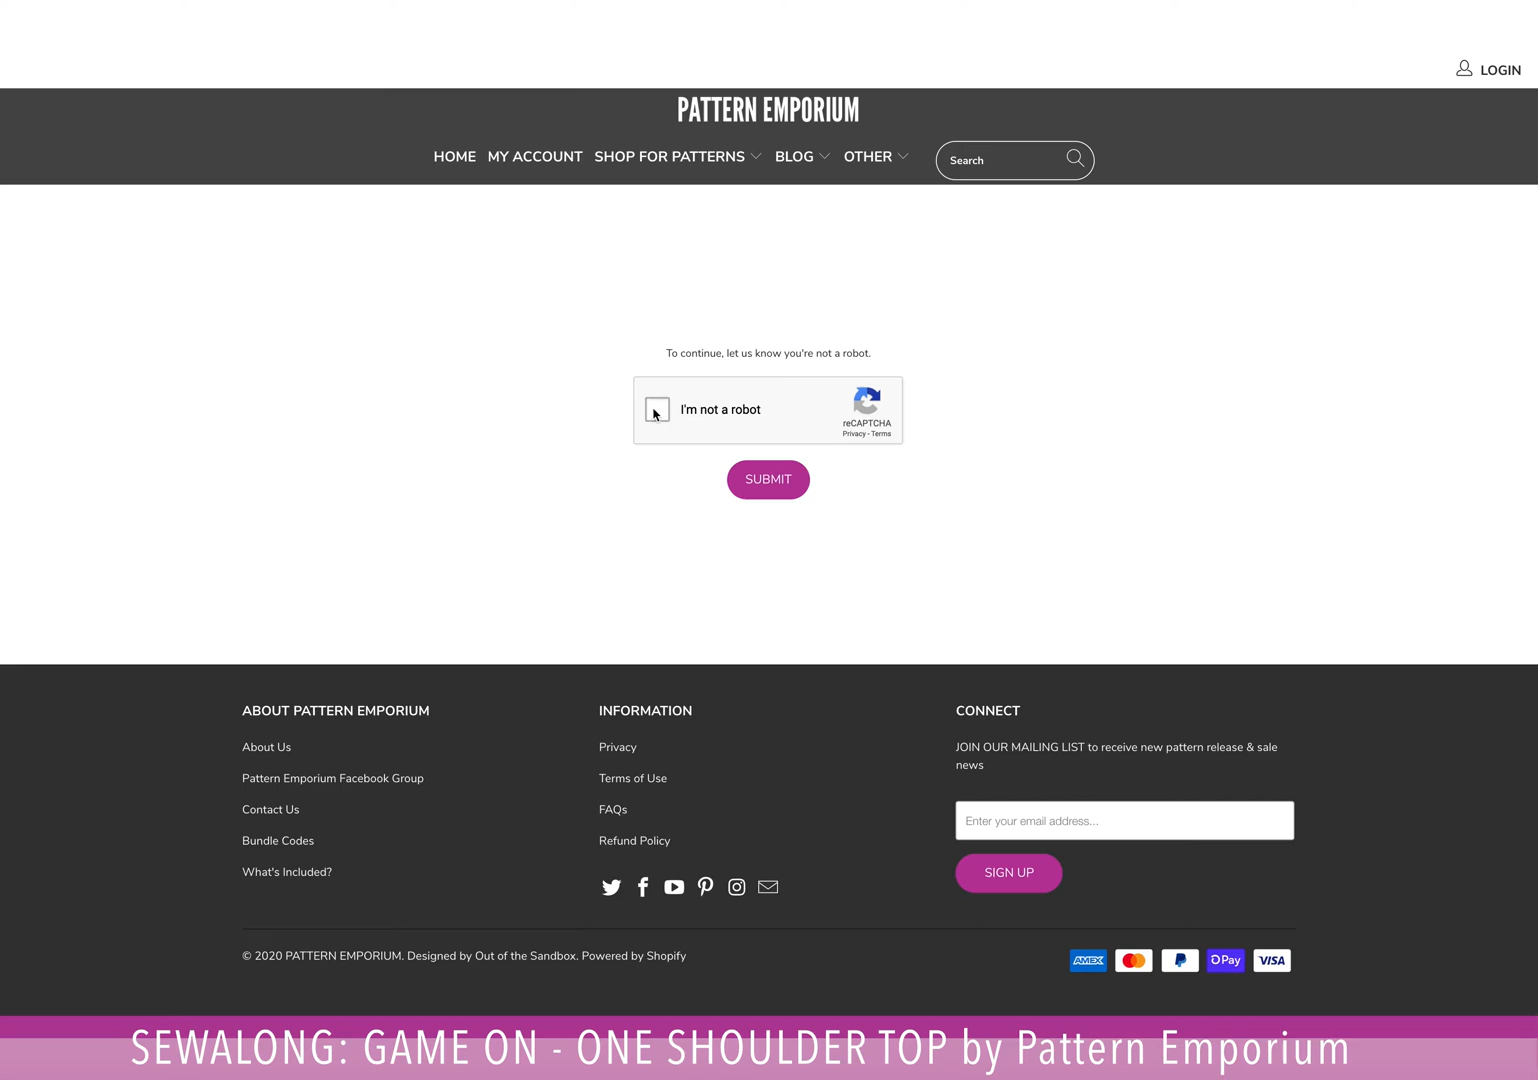 LOGIN
PATTERN EMPORIUM
HOME MY ACCOUNT SHOP FOR PATTERNS BLOG OTHER Search
To continue, let us know you're not a robot.
I'm not a robot
reCAPTCHA
Privacy - Terms
SUBMIT
ABOUT PATTERN EMPORIUM
About Us
Pattern Emporium Facebook Group
Contact Us
Bundle Codes
What's Included?
INFORMATION
Privacy
Terms of Use
FAQs
Refund Policy
CONNECT
JOIN OUR MAILING LIST to receive new pattern release & sale
news
Enter your email address...
SIGN UP
© 2020 PATTERN EMPORIUM. Designed by Out of the Sandbox. Powered by Shopify
AMEX
Pay
VISA
SEWALONG: GAME ON - ONE SHOULDER TOP by Pattern Emporium